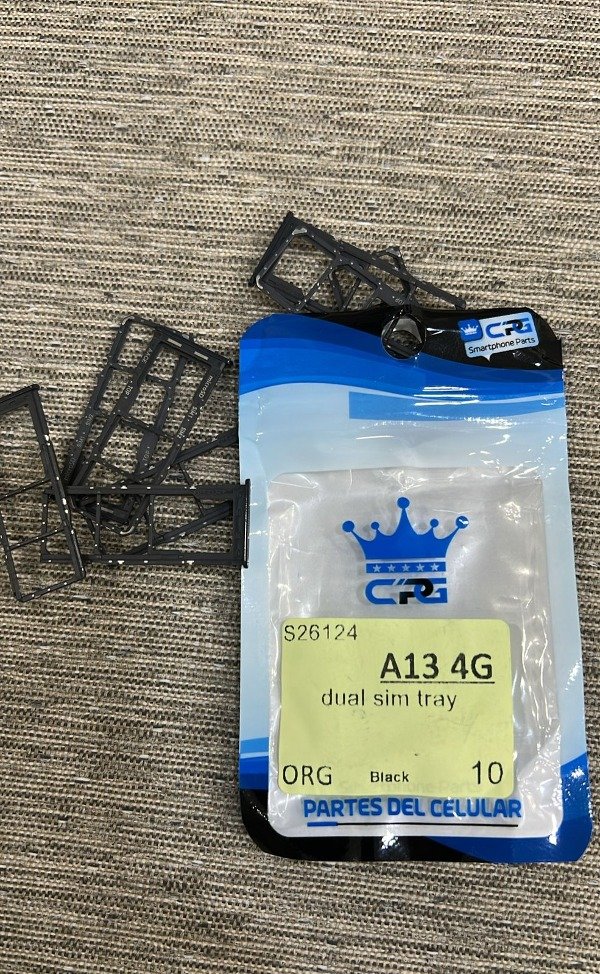 CPG
Smartphone Parts
CPG
S26124
A13 4G
dual sim tray
ORG Black 10
PARTES DEL CELULAR